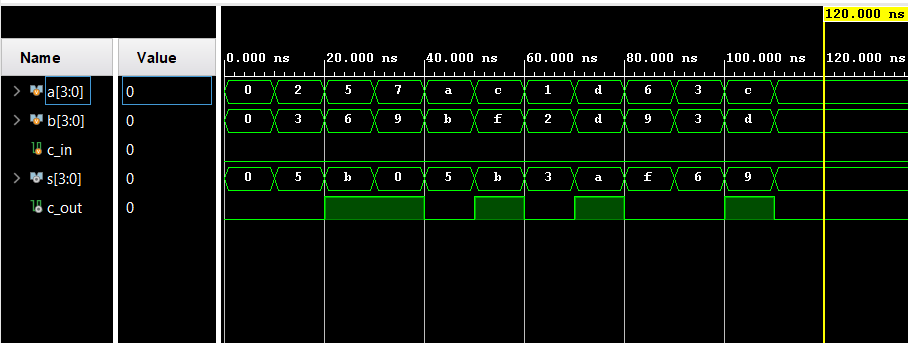 120.000 ns
Name Value
0.000 ns 20.000 ns 40.000 ns 60.000 ns 80.000 ns 100.000 ns 120.000 ns
a[3:0] 0 0 2 5 7 a c 1 d 6 3 c
b[3:0] 0 0 3 6 9 b f 2 d 9 3 d
c_in 0
s[3:0] 0 0 5 b 0 5 b 3 a f 6 9
c_out 0